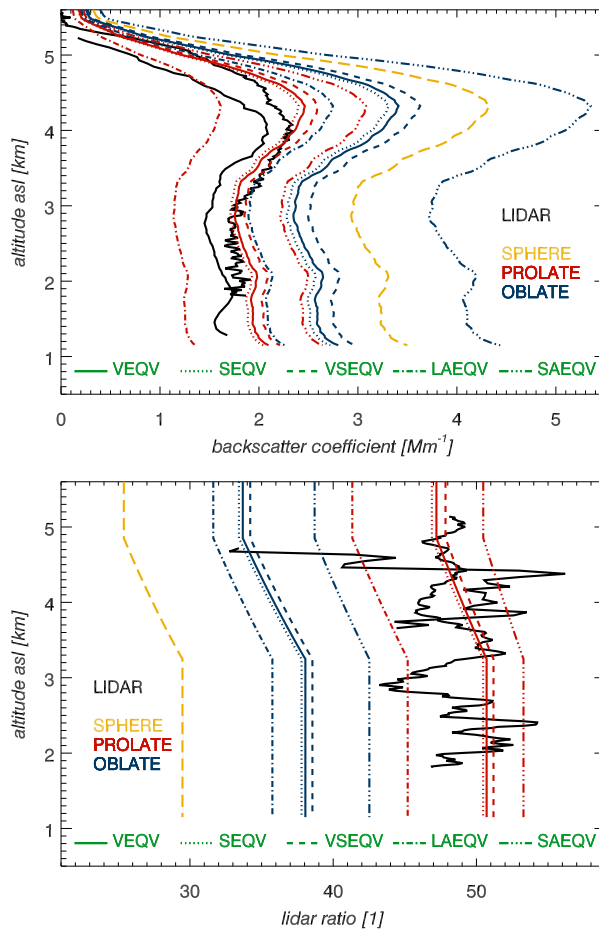 altitude asl [km]
5
4
3
2
1
LIDAR
SPHERE
PROLATE
OBLATE
VEQV SEQV VSEQV LAEQV SAEQV
0 1 2 3 4 5
backscatter coefficient [Mm-1]
altitude asl [km]
5
4
3
2
1
LIDAR
SPHERE
PROLATE
OBLATE
VEQV SEQV VSEQV LAEQV SAEQV
30 40 50
lidar ratio [1]